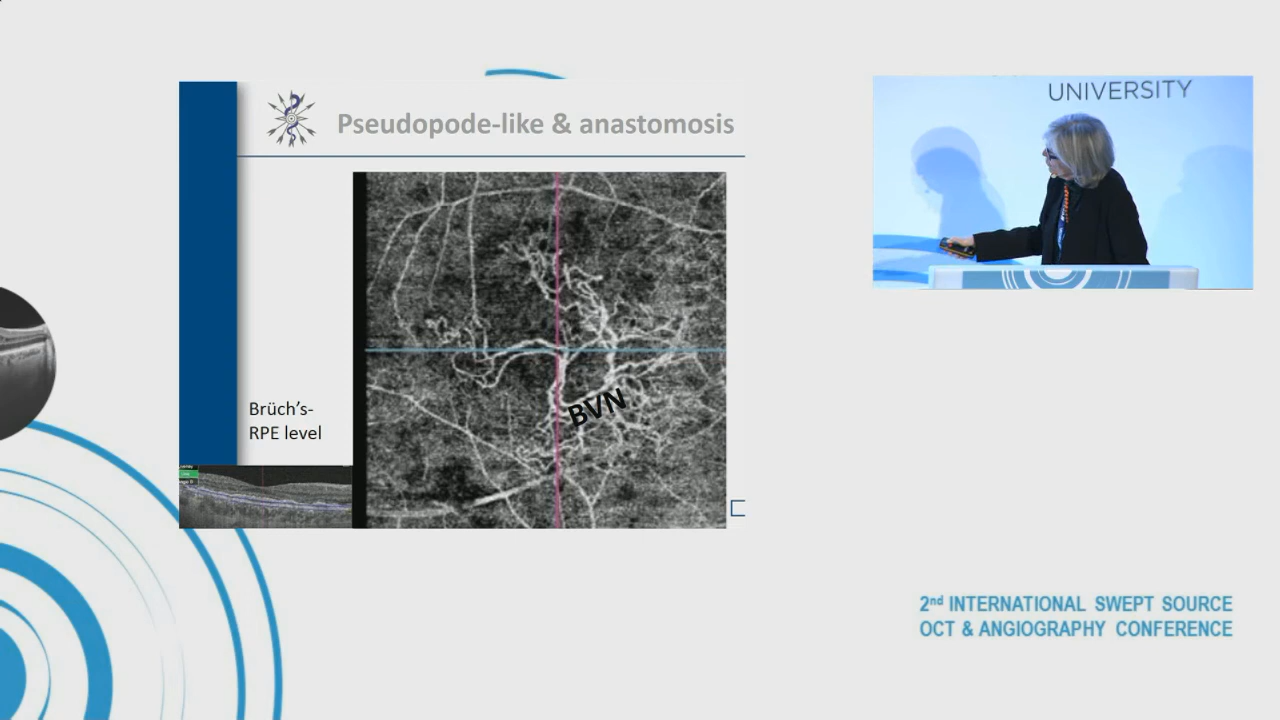 Pseudopode-like & anastomosis
UNIVERSITY
BVN
Brüch's-
RPE level
2nd INTERNATIONAL SWEPT SOURCE
OCT & ANGIOGRAPHY CONFERENCE